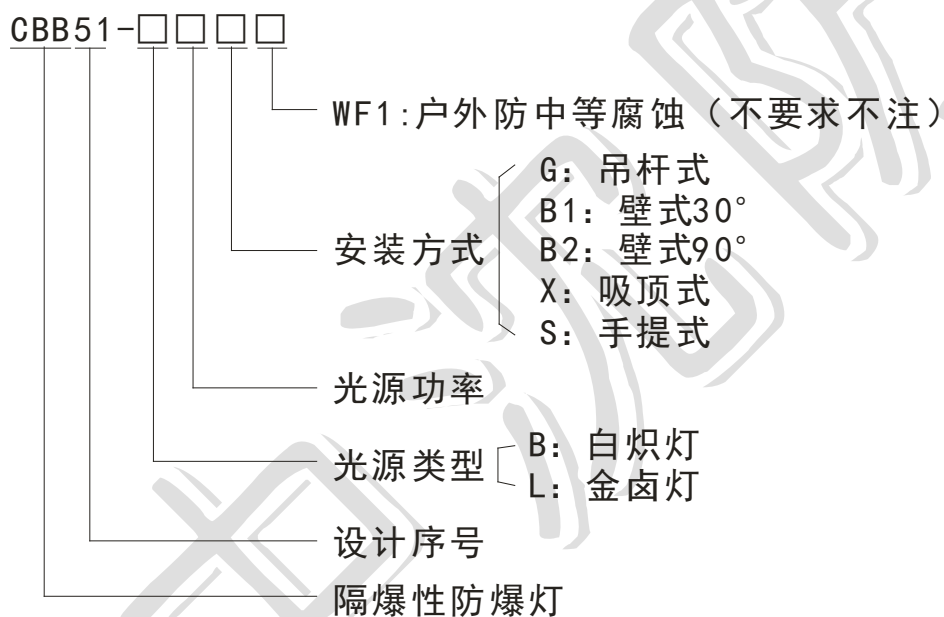 CBB51-□□□□
WF1:户外防中等腐蚀（不要求不注）
G：吊杆式
B1：壁式30°
安装方式
B2：壁式90°
X：吸顶式
S：手提式
光源功率
光源类型
B：白炽灯
L：金卤灯
设计序号
隔爆性防爆灯